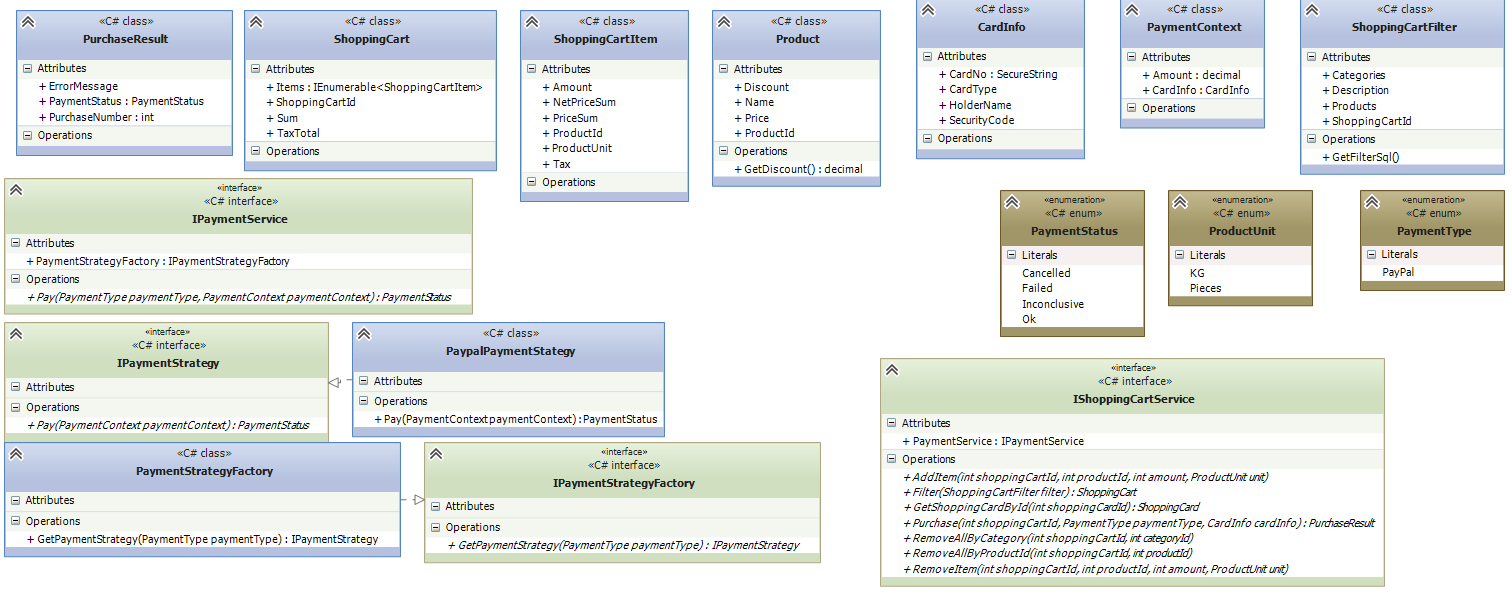 «C# class»
PurchaseResult
Attributes
+ ErrorMessage
+ PaymentStatus : PaymentStatus
+ PurchaseNumber : int
Operations
«C# class»
ShoppingCart
Attributes
+ Items : IEnumerable<ShoppingCartItem>
+ ShoppingCartId
+ Sum
+ TaxTotal
Operations
«C# class»
ShoppingCartItem
Attributes
+ Amount
+ NetPriceSum
+ PriceSum
+ ProductId
+ ProductUnit
+ Tax
Operations
«C# class»
Product
Attributes
+ Discount
+ Name
+ Price
+ ProductId
Operations
+ GetDiscount() : decimal
«C# class»
CardInfo
Attributes
+ CardNo : SecureString
+ CardType
+ HolderName
+ SecurityCode
Operations
«C# class»
PaymentContext
Attributes
+ Amount : decimal
+ CardInfo : CardInfo
Operations
«C# class»
ShoppingCartFilter
Attributes
+ Categories
+ Description
+ Products
+ ShoppingCartId
Operations
+ GetFilterSql()
«interface»
«C# interface»
IPaymentService
Attributes
+ PaymentStrategyFactory : IPaymentStrategyFactory
Operations
+ Pay(PaymentType paymentType, PaymentContext paymentContext) : PaymentStatus
«enumeration»
«C# enum»
PaymentStatus
Literals
Cancelled
Failed
Inconclusive
Ok
«enumeration»
«C# enum»
ProductUnit
Literals
KG
Pieces
«enumeration»
«C# enum»
PaymentType
Literals
PayPal
«interface»
«C# interface»
IPaymentStrategy
Attributes
Operations
+ Pay(PaymentContext paymentContext) : PaymentStatus
«C# class»
PaypalPaymentStategy
Attributes
Operations
+ Pay(PaymentContext paymentContext) : PaymentStatus
«interface»
«C# interface»
IShoppingCartService
Attributes
+ PaymentService : IPaymentService
Operations
+ AddItem(int shoppingCartId, int productId, int amount, ProductUnit unit)
+ Filter(ShoppingCartFilter filter) : ShoppingCart
+ GetShoppingCardById(int shoppingCardId) : ShoppingCard
+ Purchase(int shoppingCartId, PaymentType paymentType, CardInfo cardInfo) : PurchaseResult
+ RemoveAllByCategory(int shoppingCartId, int categoryId)
+ RemoveAllByProductId(int shoppingCartId, int productId)
+ RemoveItem(int shoppingCartId, int productId, int amount, ProductUnit unit)
«C# class»
PaymentStrategyFactory
Attributes
Operations
+ GetPaymentStrategy(PaymentType paymentType) : IPaymentStrategy
«interface»
«C# interface»
IPaymentStrategyFactory
Attributes
Operations
+ GetPaymentStrategy(PaymentType paymentType) : IPaymentStrategy